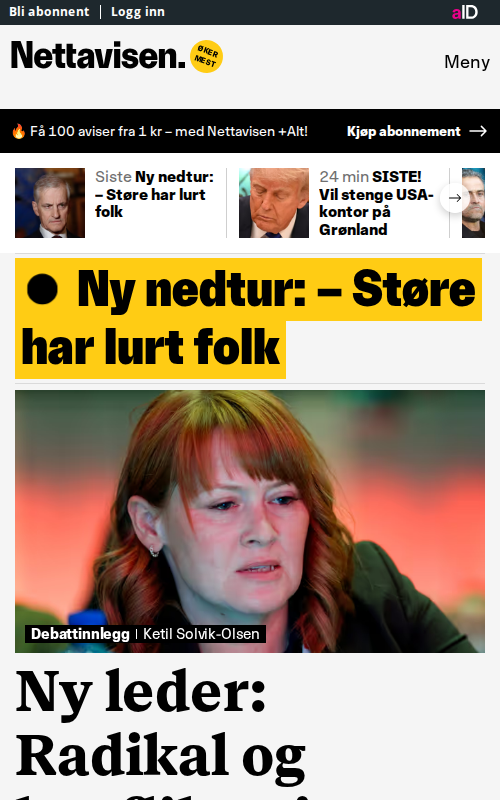 Bli abonnent | Logg inn
aID
Nettavisen.
ØKER
MEST
Meny
🔥 Få 100 aviser fra 1 kr – med Nettavisen +Alt!
Kjøp abonnement →
Siste Ny nedtur:
– Støre har lurt
folk
24 min SISTE!
Vil stenge USA-
kontor på
Grønland
● Ny nedtur: – Støre
har lurt folk
Debattinnlegg | Ketil Solvik-Olsen
Ny leder:
Radikal og